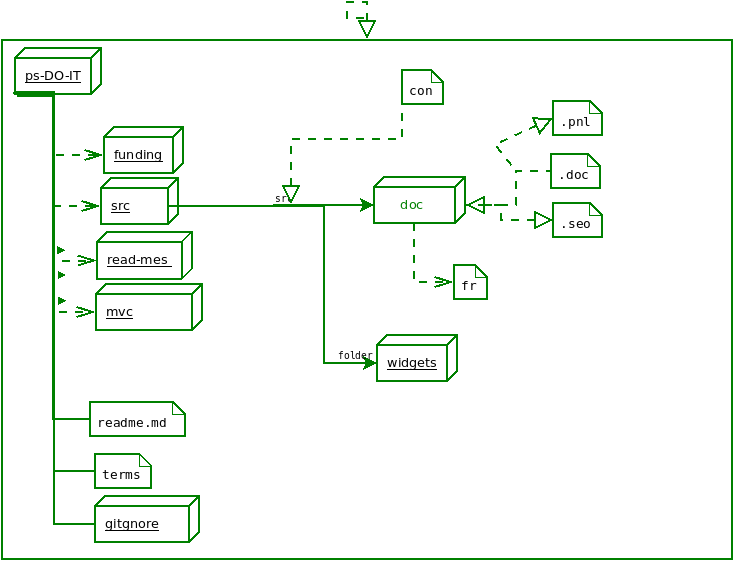 ps-DO-IT
con
.pnl
funding
.doc
src
src
doc
.seo
read-mes
fr
mvc
folder
widgets
readme.md
terms
gitgnore